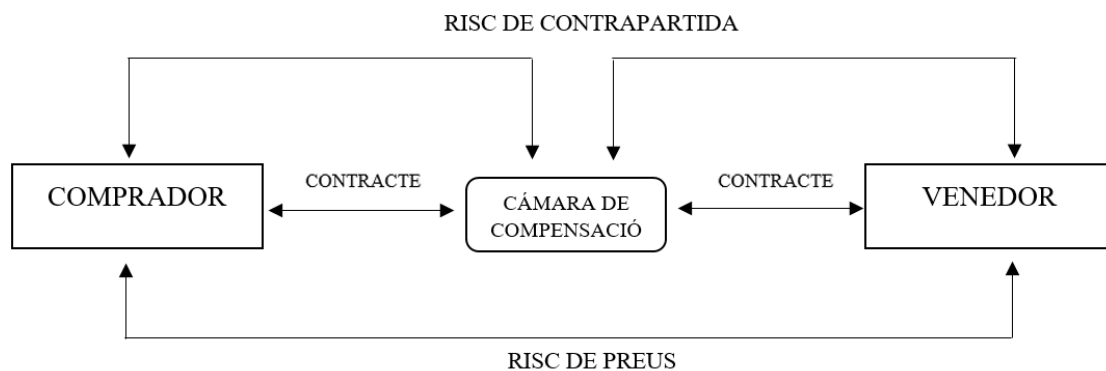 RISC DE CONTRAPARTIDA
COMPRADOR
CONTRACTE
CÁMARA DE
COMPENSACIÓ
CONTRACTE
VENEDOR
RISC DE PREUS